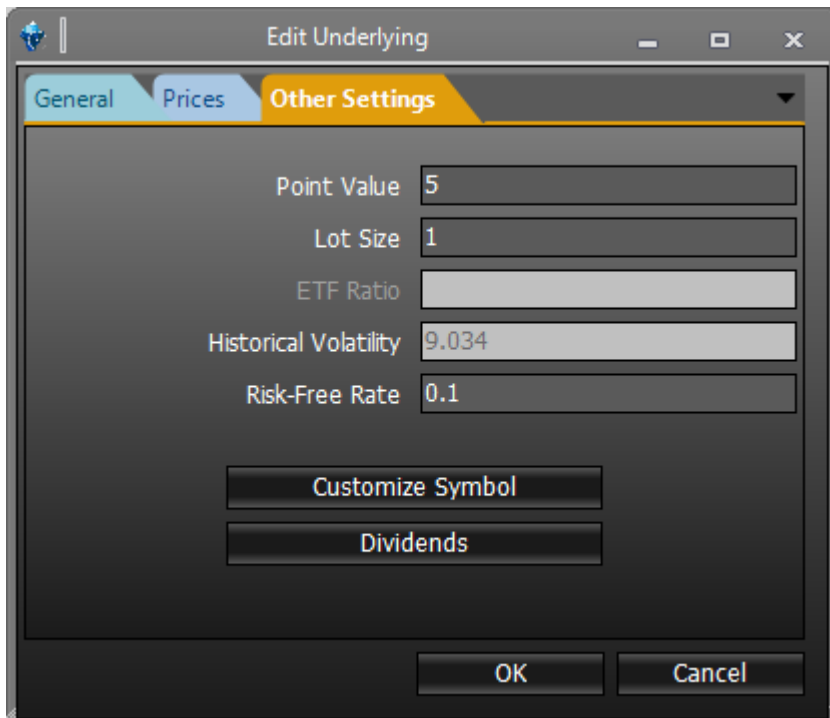 Edit Underlying
General Prices Other Settings
Point Value 5
Lot Size 1
ETF Ratio
Historical Volatility 9.034
Risk-Free Rate 0.1
Customize Symbol
Dividends
OK Cancel